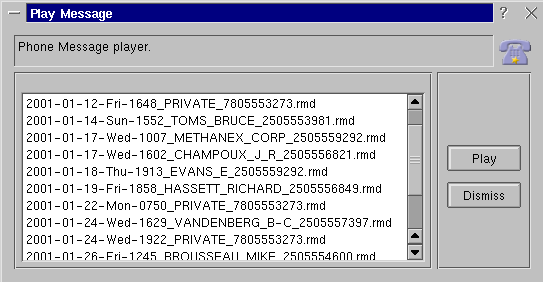 Play Message
?
Phone Message player.
2001-01-12-Fri-1648_PRIVATE_7805553273.rmd
2001-01-14-Sun-1552_TOMS_BRUCE_2505553981.rmd
2001-01-17-Wed-1007_METHANEX_CORP_2505559292.rmd
2001-01-17-Wed-1602_CHAMPOUX_J_R_2505556821.rmd
2001-01-18-Thu-1913_EVANS_E_2505559292.rmd
2001-01-19-Fri-1858_HASSETT_RICHARD_2505556849.rmd
2001-01-22-Mon-0750_PRIVATE_7805553273.rmd
2001-01-24-Wed-1629_VANDENBERG_B-C_2505557397.rmd
2001-01-24-Wed-1922_PRIVATE_7805553273.rmd
2001-01-26-Fri-1245_BROUSSEAU_MIKE_2505554600.rmd
Play
Dismiss